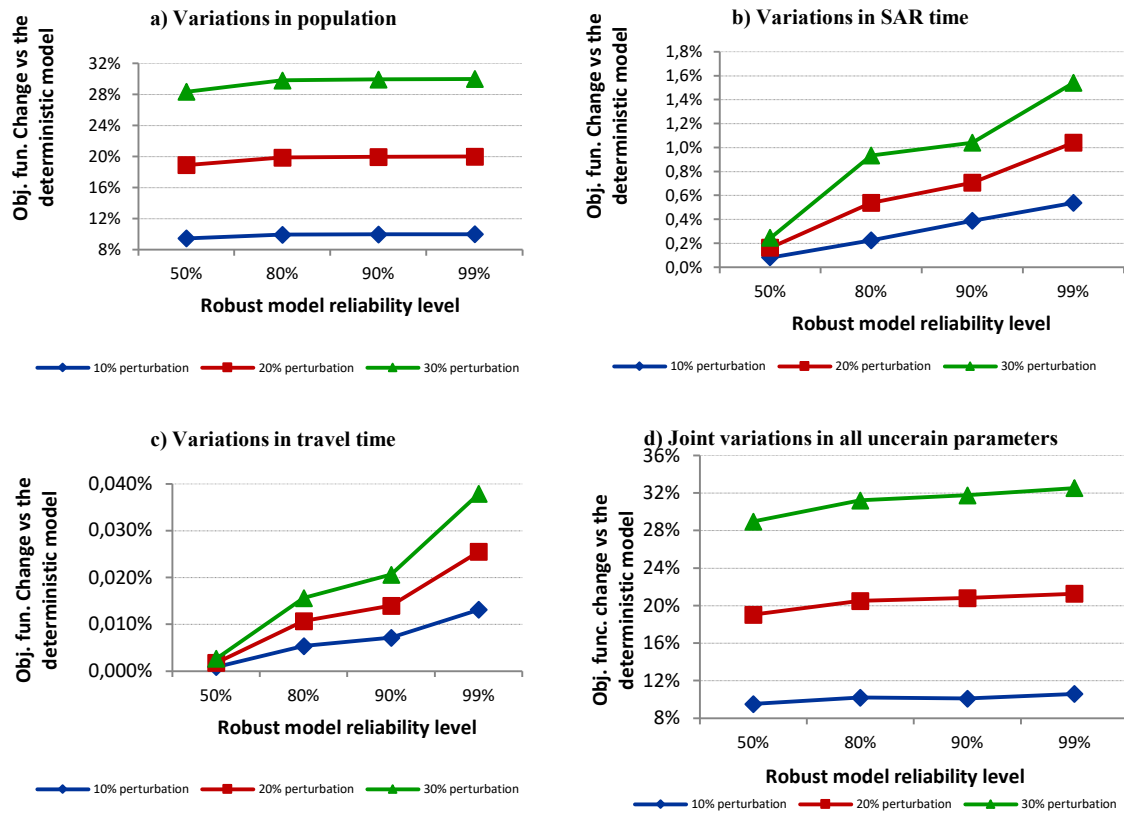 a) Variations in population
Obj. fun. Change vs the
deterministic model
32%
28%
24%
20%
16%
12%
8%
50%
80%
90%
99%
Robust model reliability level
10% perturbation
20% perturbation
30% perturbation
b) Variations in SAR time
Obj. fun. Change vs the
deterministic model
1,8%
1,6%
1,4%
1,2%
1,0%
0,8%
0,6%
0,4%
0,2%
0,0%
50%
80%
90%
99%
Robust model reliability level
10% perturbation
20% perturbation
30% perturbation
c) Variations in travel time
Obj. fun. Change vs the
deterministic model
0,040%
0,030%
0,020%
0,010%
0,000%
50%
80%
90%
99%
Robust model reliability level
10% perturbation
20% perturbation
30% perturbation
d) Joint variations in all uncerain parameters
Obj. func. change vs the
deterministic model
36%
32%
28%
24%
20%
16%
12%
8%
50%
80%
90%
99%
Robust model reliability level
10% perturbation
20% perturbation
30% perturbation